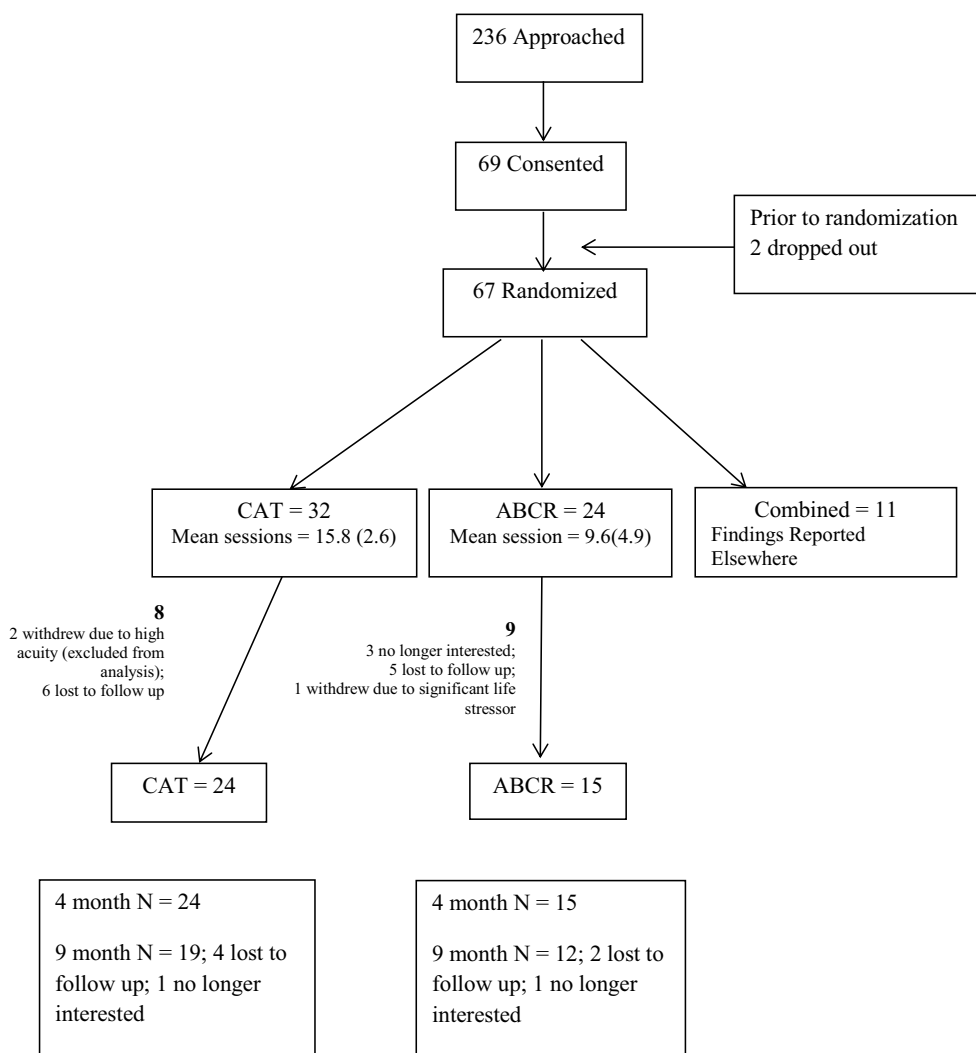 236 Approached
69 Consented
Prior to randomization
2 dropped out
67 Randomized
CAT = 32
Mean sessions = 15.8 (2.6)
ABCR = 24
Mean session = 9.6(4.9)
Combined = 11
Findings Reported
Elsewhere
8
2 withdrew due to high
acuity (excluded from
analysis);
6 lost to follow up
9
3 no longer interested;
5 lost to follow up;
1 withdrew due to significant life
stressor
CAT = 24
ABCR = 15
4 month N = 24
9 month N = 19; 4 lost to
follow up; 1 no longer
interested
4 month N = 15
9 month N = 12; 2 lost to
follow up; 1 no longer
interested